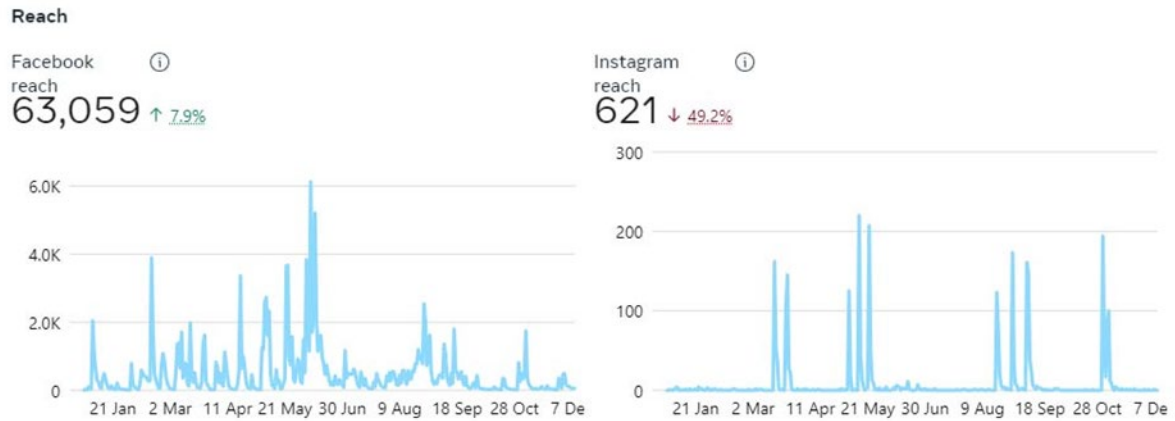 Reach
Facebook reach
63,059 ↑ 7.9%
6.0K
4.0K
2.0K
0
21 Jan 2 Mar 11 Apr 21 May 30 Jun 9 Aug 18 Sep 28 Oct 7 De
Instagram reach
621 ↓ 49.2%
300
200
100
0
21 Jan 2 Mar 11 Apr 21 May 30 Jun 9 Aug 18 Sep 28 Oct 7 De